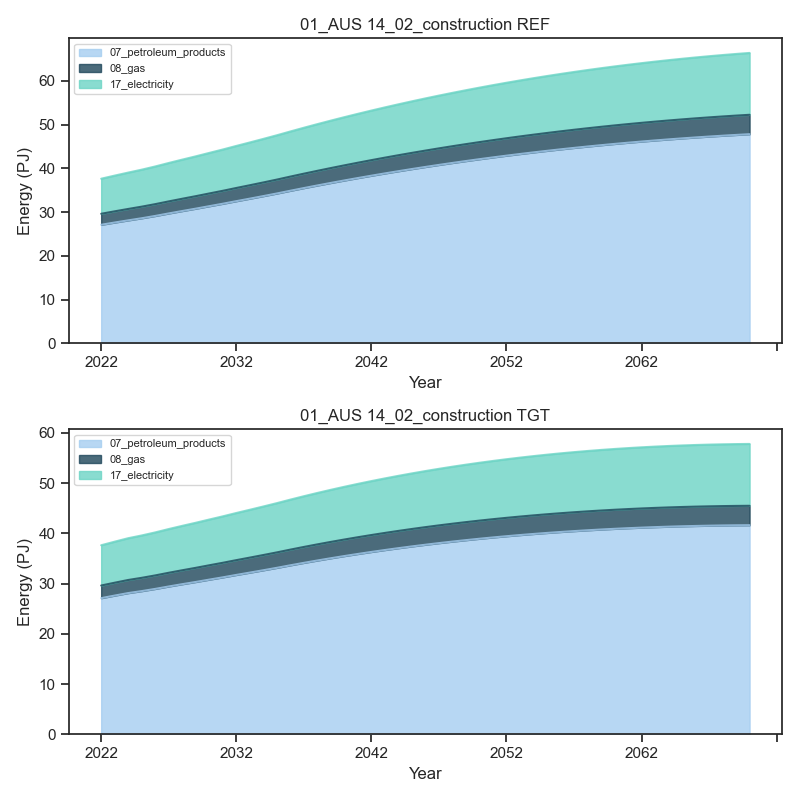 01_AUS 14_02_construction REF
07_petroleum_products
08_gas
17_electricity
60
50
40
30
20
10
0
Energy (PJ)
2022 2032 2042 2052 2062
Year
01_AUS 14_02_construction TGT
07_petroleum_products
08_gas
17_electricity
60
50
40
30
20
10
0
Energy (PJ)
2022 2032 2042 2052 2062
Year